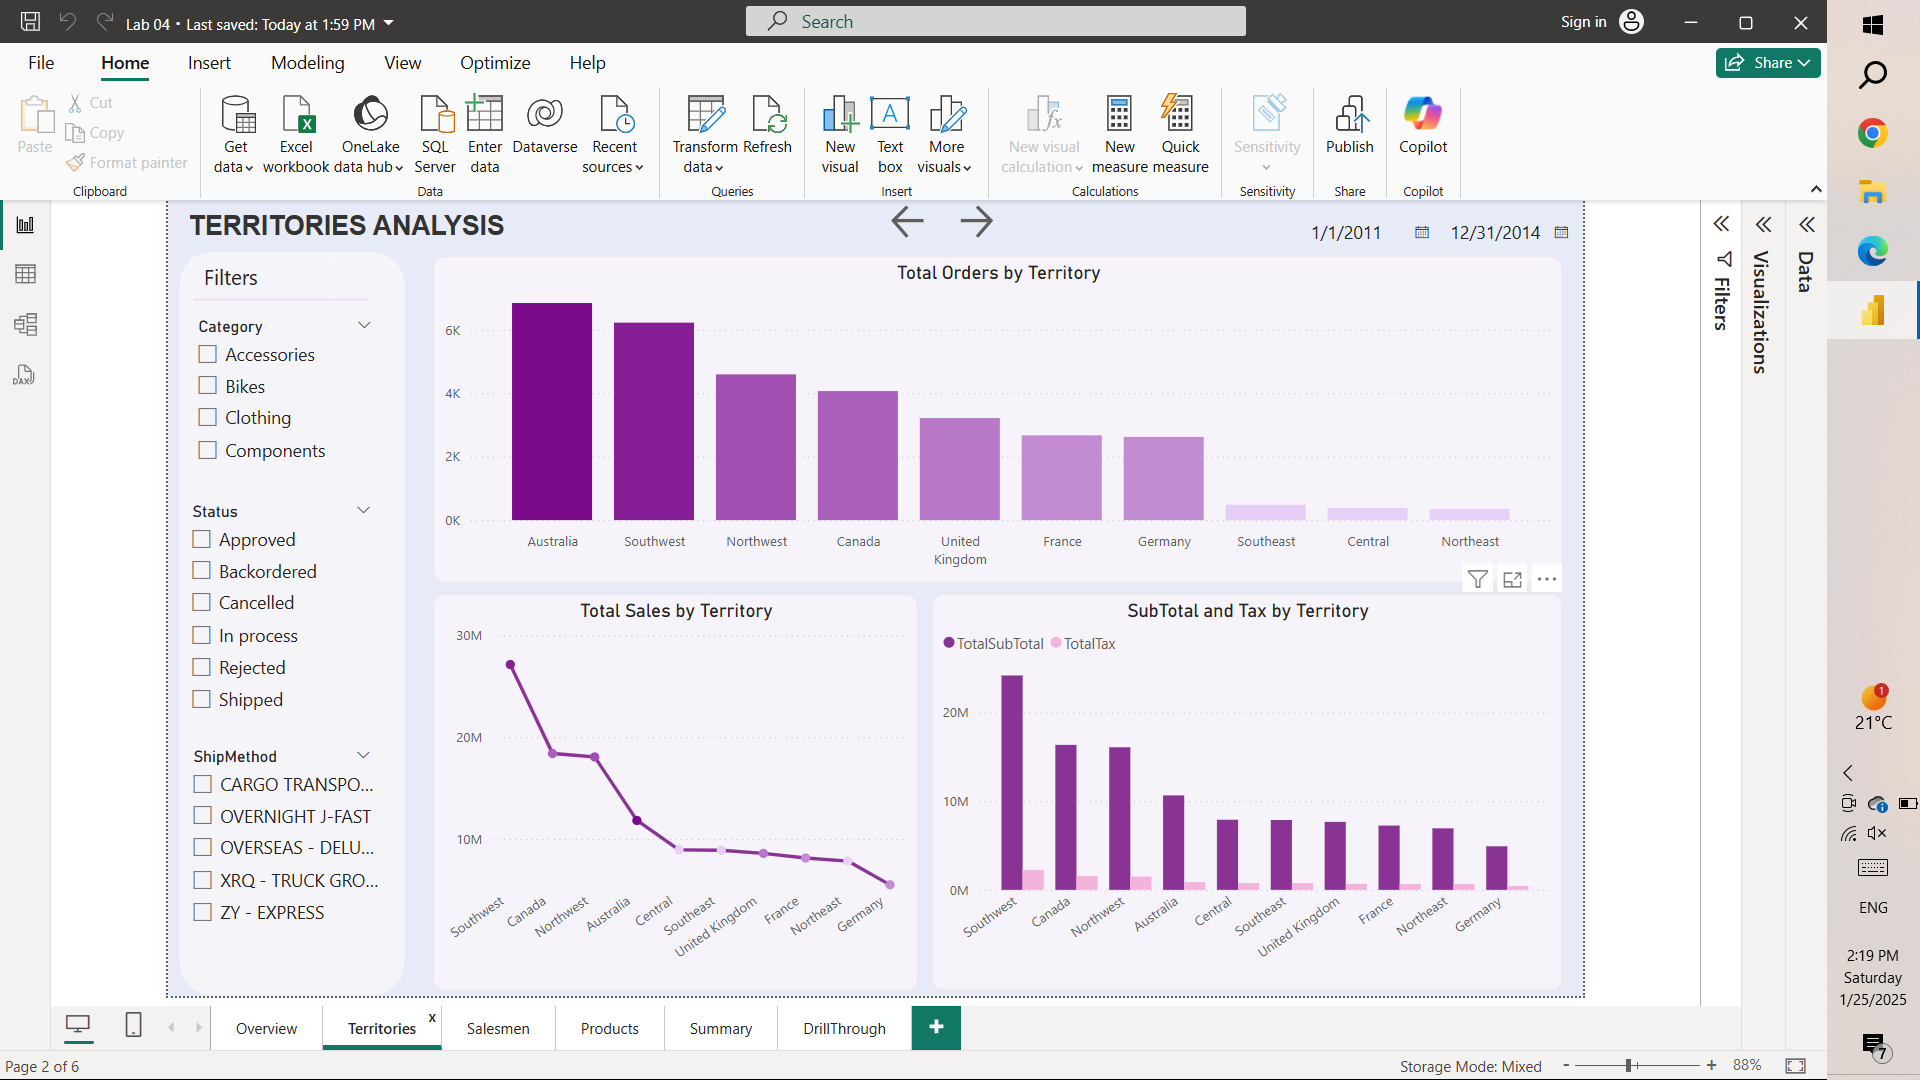 Lab 04 • Last saved: Today at 1:59 PM
Search
Sign in
File
Home
Insert
Modeling
View
Optimize
Help
Share
Paste
Cut
Copy
Format painter
Clipboard
Get data
Excel workbook
OneLake data hub
SQL Server
Enter data
Dataverse
Recent sources
Data
Transform data
Refresh
Queries
New visual
Text box
More visuals
Insert
New visual calculation
New measure
Quick measure
Calculations
Sensitivity
Sensitivity
Publish
Share
Copilot
Copilot
TERRITORIES ANALYSIS
1/1/2011
12/31/2014
Filters
Category
Accessories
Bikes
Clothing
Components
Status
Approved
Backordered
Cancelled
In process
Rejected
Shipped
ShipMethod
CARGO TRANSPO...
OVERNIGHT J-FAST
OVERSEAS - DELU...
XRQ - TRUCK GRO...
ZY - EXPRESS
Total Orders by Territory
6K
4K
2K
0K
Australia
Southwest
Northwest
Canada
United
Kingdom
France
Germany
Southeast
Central
Northeast
Total Sales by Territory
30M
20M
10M
Southwest
Canada
Northwest
Australia
Central
Southeast
United Kingdom
France
Northeast
Germany
SubTotal and Tax by Territory
TotalSubTotal
TotalTax
20M
10M
0M
Southwest
Canada
Northwest
Australia
Central
Southeast
United Kingdom
France
Northeast
Germany
Filters
Visualizations
Data
Overview
Territories
x
Salesmen
Products
Summary
DrillThrough
+
Page 2 of 6
Storage Mode: Mixed
-
+
88%
1
21°C
ENG
2:19 PM
Saturday
1/25/2025
7
DAX